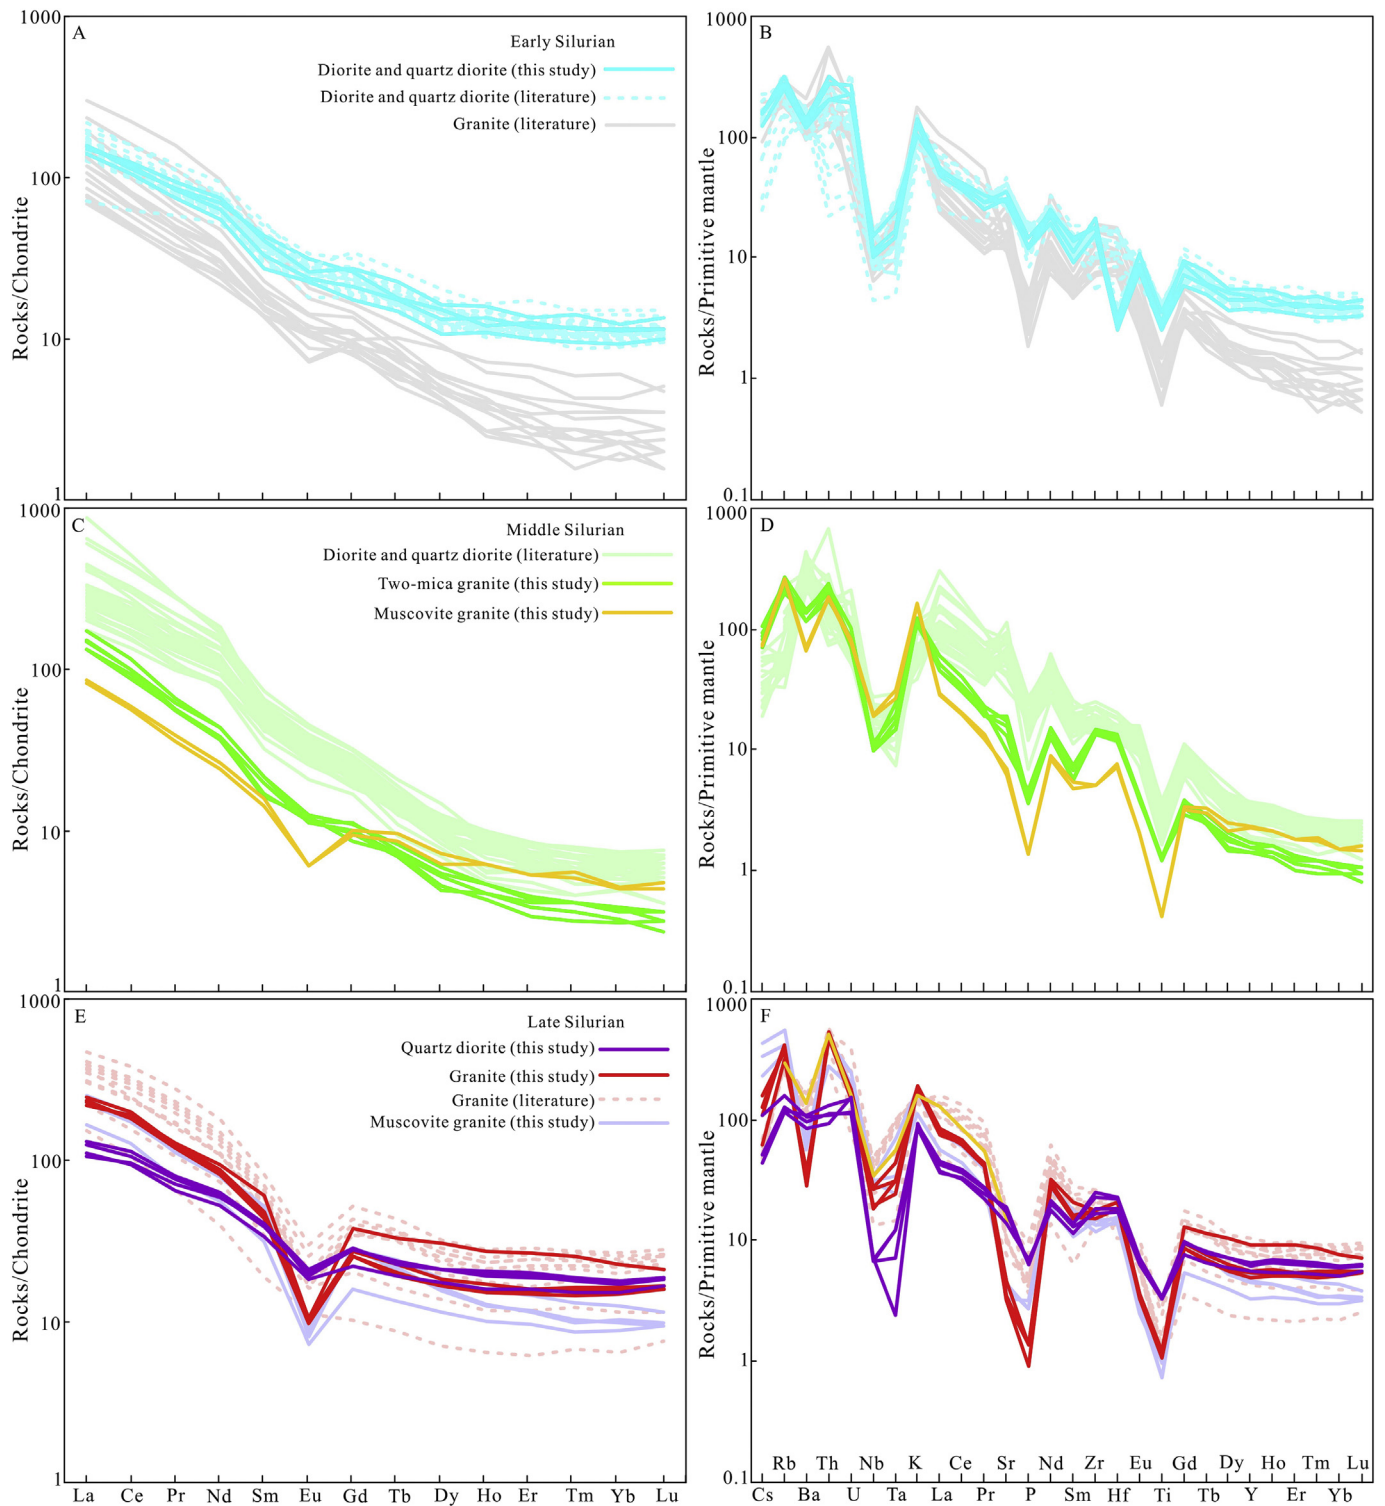 A
Early Silurian
Diorite and quartz diorite (this study)
Diorite and quartz diorite (literature)
Granite (literature)
1000
100
10
1
Rocks/Chondrite
B
1000
100
10
1
0.1
Rocks/Primitive mantle
C
Middle Silurian
Diorite and quartz diorite (literature)
Two-mica granite (this study)
Muscovite granite (this study)
1000
100
10
1
Rocks/Chondrite
D
1000
100
10
1
0.1
Rocks/Primitive mantle
E
Late Silurian
Quartz diorite (this study)
Granite (this study)
Granite (literature)
Muscovite granite (this study)
1000
100
10
1
Rocks/Chondrite
La Ce Pr Nd Sm Eu Gd Tb Dy Ho Er Tm Yb Lu
F
1000
100
10
1
0.1
Rocks/Primitive mantle
Rb Th Nb K Ce Sr Nd Zr Eu Gd Dy Ho Tm Lu
Cs Ba U Ta La Pr P Sm Hf Ti Tb Y Er Yb